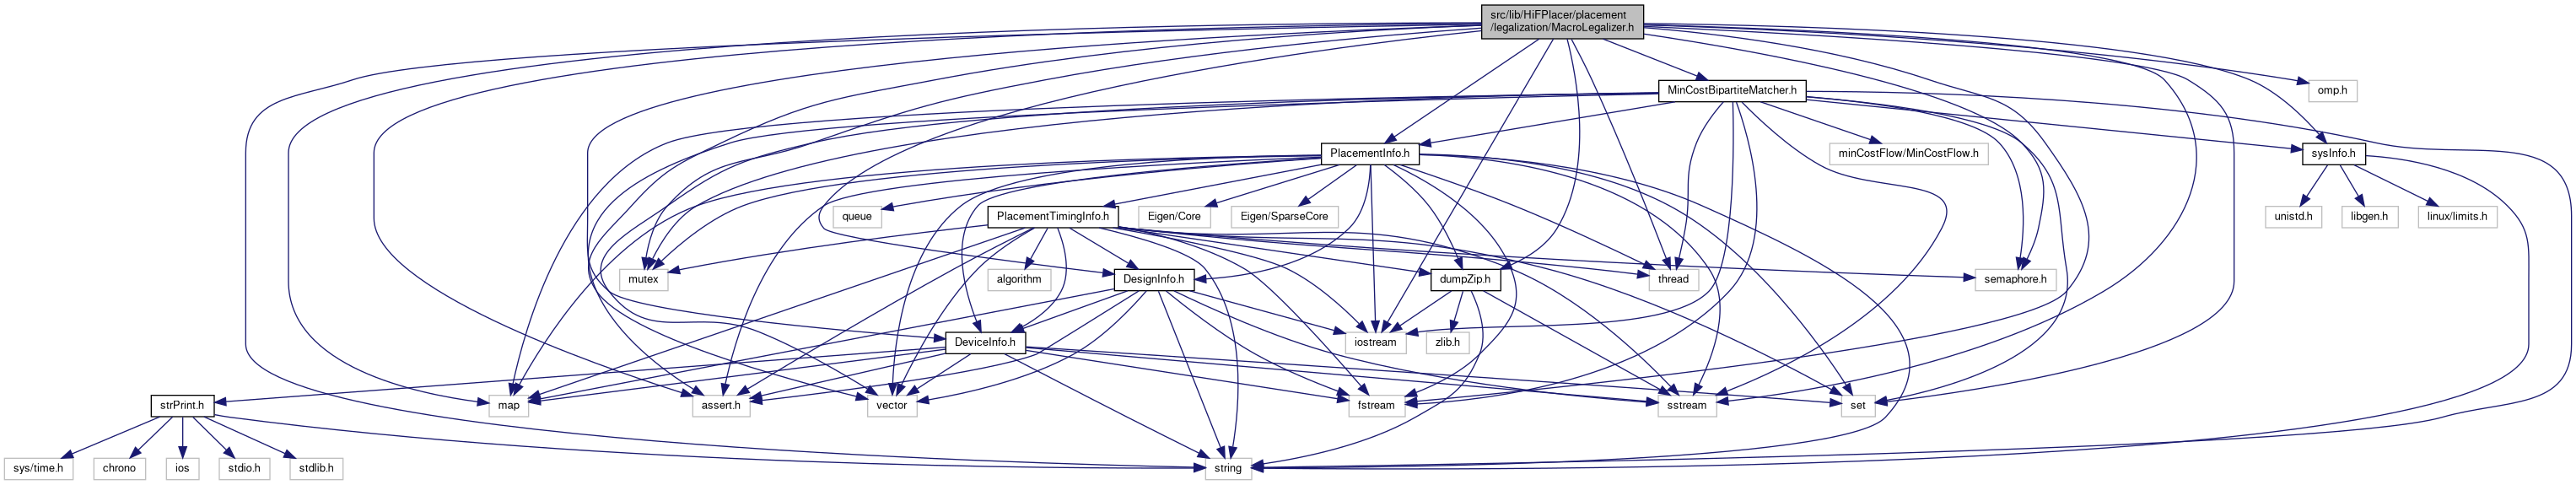 src/lib/HiFPlacer/placement
/legalization/MacroLegalizer.h
omp.h
MinCostBipartiteMatcher.h
PlacementInfo.h
minCostFlow/MinCostFlow.h
sysInfo.h
queue
PlacementTimingInfo.h
Eigen/Core
Eigen/SparseCore
unistd.h
libgen.h
linux/limits.h
mutex
algorithm
DesignInfo.h
dumpZip.h
thread
semaphore.h
DeviceInfo.h
iostream
zlib.h
strPrint.h
map
assert.h
vector
fstream
sstream
set
sys/time.h
chrono
ios
stdio.h
stdlib.h
string